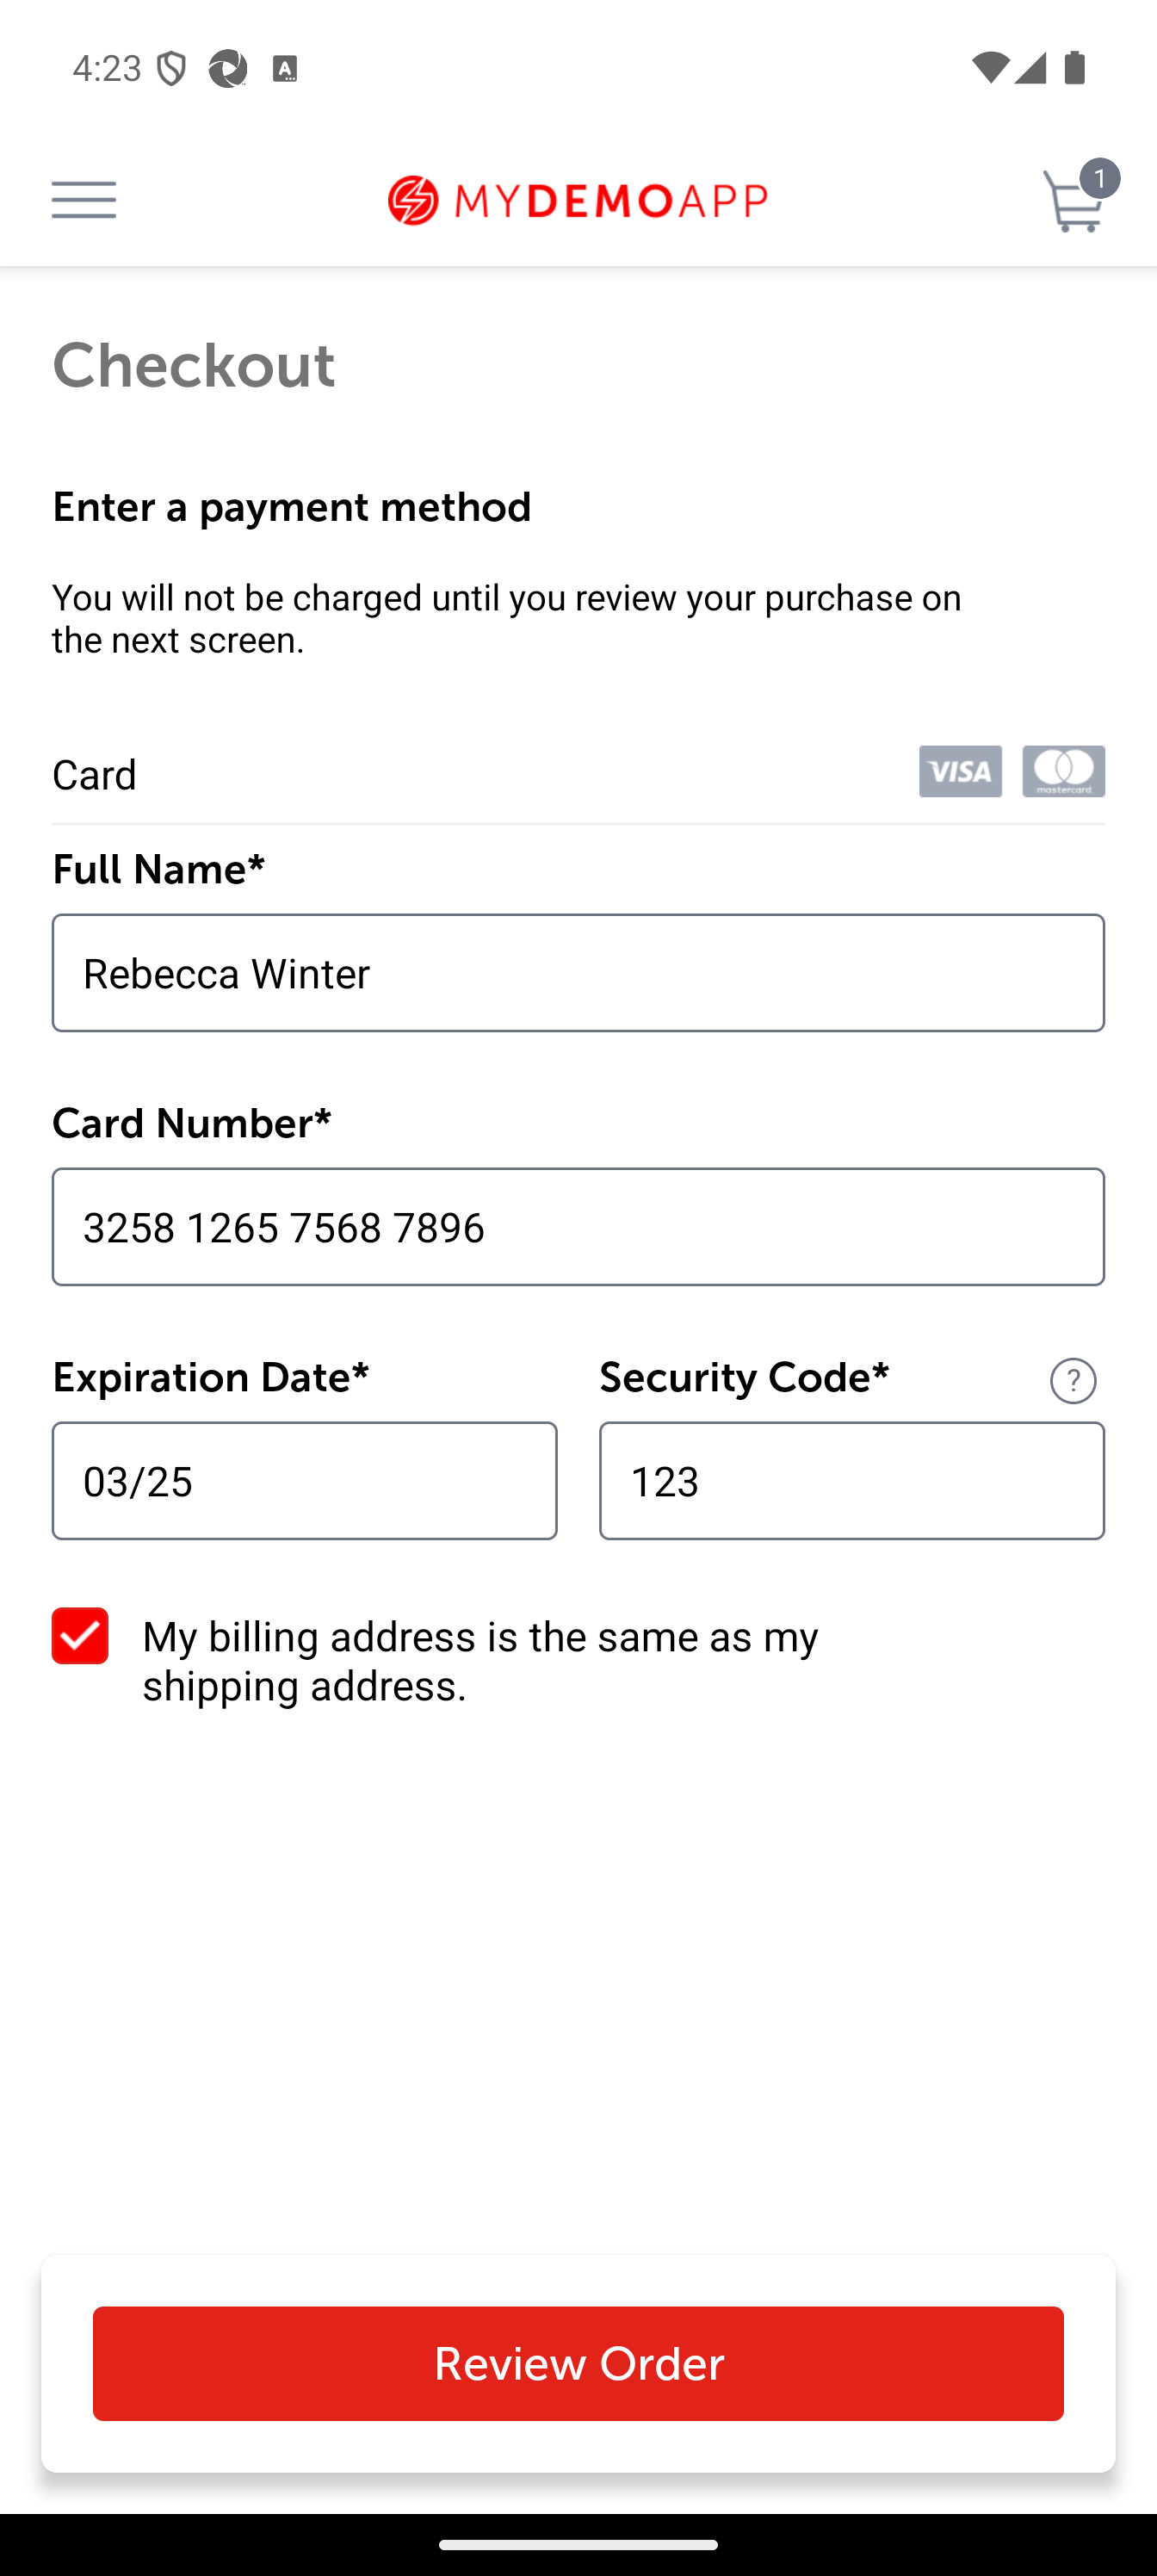 4:23
1
MYDEMOAPP
Checkout
Enter a payment method
You will not be charged until you review your purchase on
the next screen.
Card
VISA
mastercard
Full Name*
Rebecca Winter
Card Number*
3258 1265 7568 7896
Expiration Date*
Security Code*
?
03/25
123
My billing address is the same as my
shipping address.
Review Order